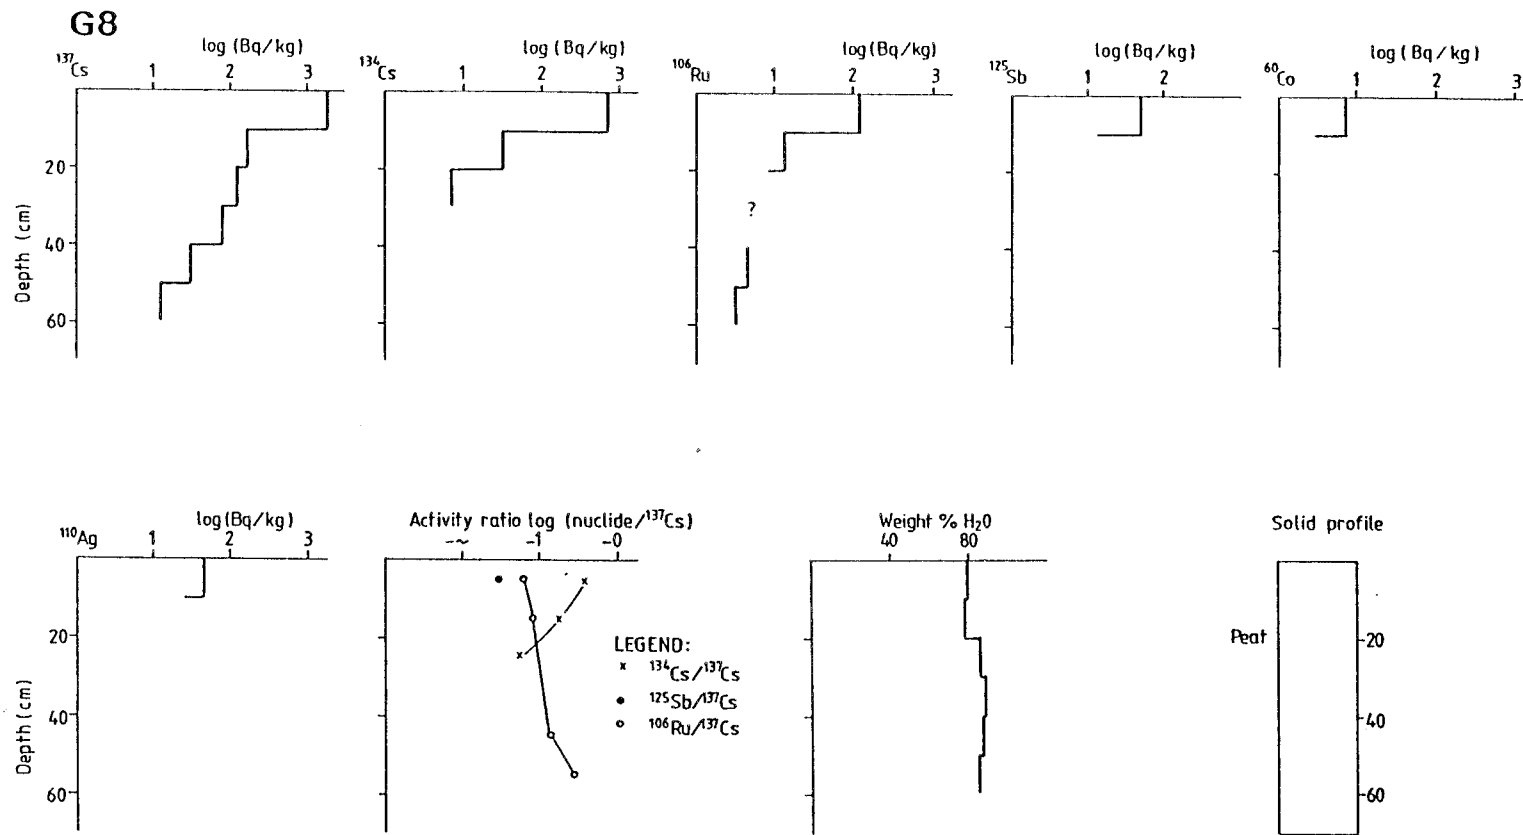 G8
log (Bq/kg)
¹³⁷Cs 1 2 3
20
40
60
Depth (cm)
log (Bq/kg)
¹³⁴Cs 1 2 3
log (Bq/kg)
¹⁰⁶Ru 1 2 3
?
log (Bq/kg)
¹²⁵Sb 1 2
log (Bq/kg)
⁶⁰Co 1 2 3
log (Bq/kg)
¹¹⁰Ag 1 2 3
20
40
60
Depth (cm)
Activity ratio log (nuclide/¹³⁷Cs)
-1 -0
LEGEND:
x ¹³⁴Cs/¹³⁷Cs
● ¹²⁵Sb/¹³⁷Cs
○ ¹⁰⁶Ru/¹³⁷Cs
Weight % H₂O
40 80
Solid profile
Peat
20
40
60